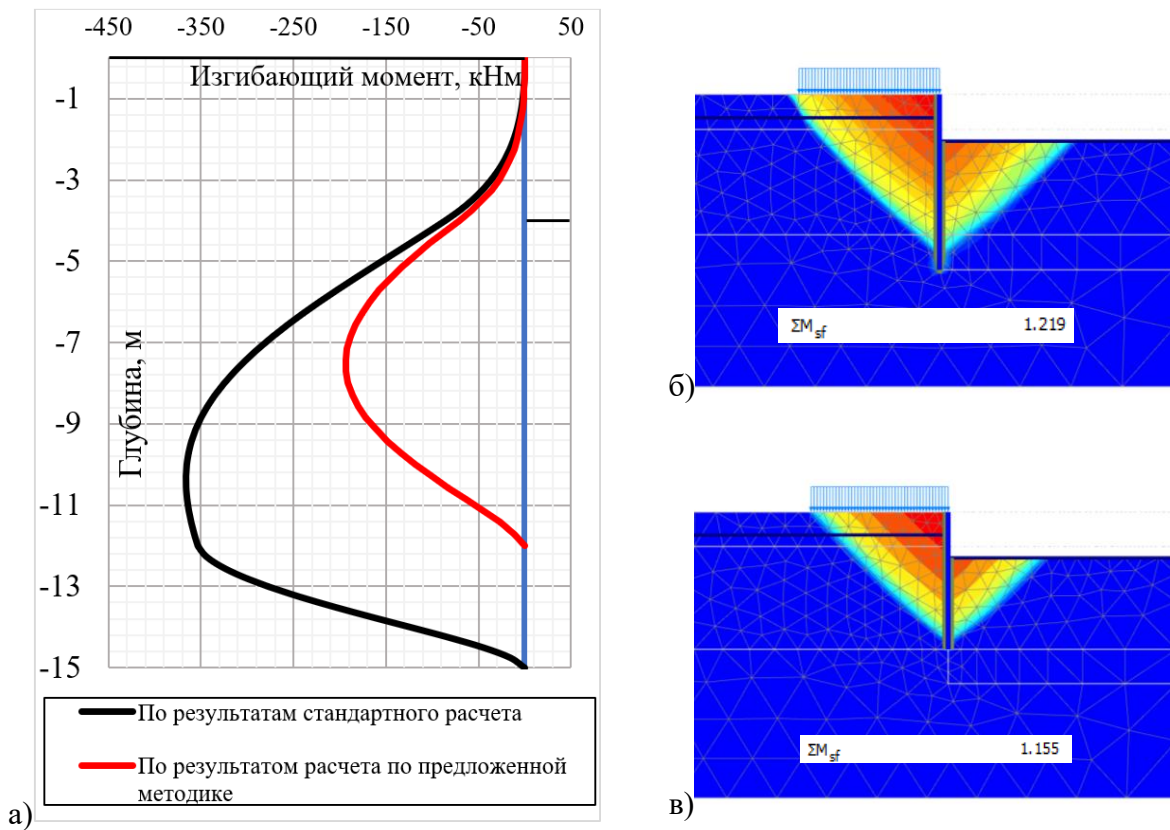 -450 -350 -250 -150 -50 50
Изгибающий момент, кНм
-1
-3
-5
-7
-9
-11
-13
-15
Глубина, м
По результатам стандартного расчета
По результатом расчета по предложенной
методике
а)
ΣMsf 1.219
б)
ΣMsf 1.155
в)